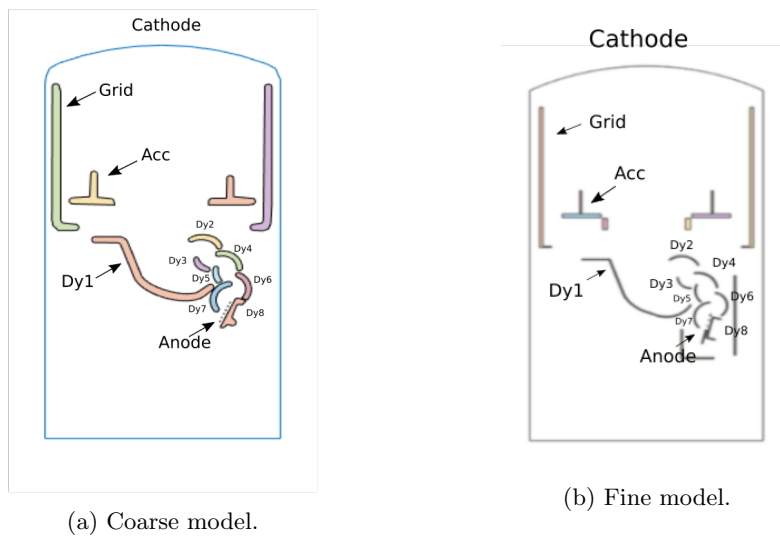 Cathode
Grid
Acc
Dy2
Dy4
Dy3
Dy5
Dy6
Dy1
Dy7
Dy8
Anode
(a) Coarse model.
Cathode
Grid
Acc
Dy2
Dy4
Dy3
Dy1
Dy5
Dy6
Dy7
Dy8
Anode
(b) Fine model.